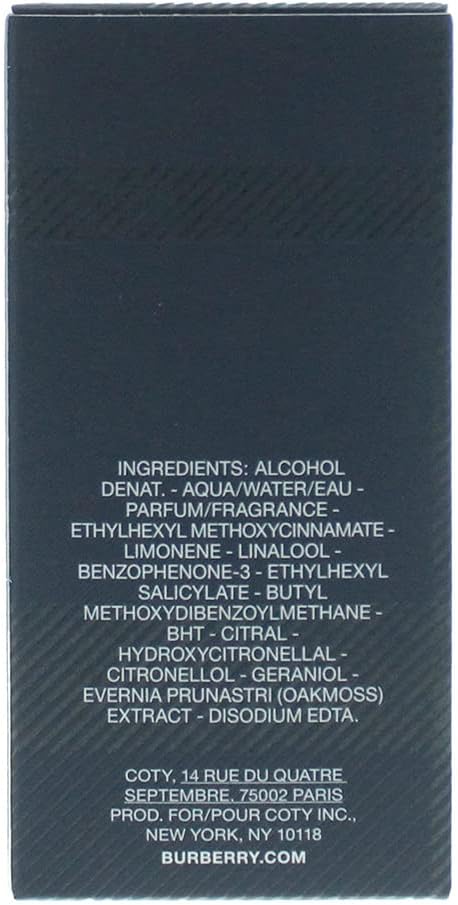 INGREDIENTS: ALCOHOL
DENAT. - AQUA/WATER/EAU -
PARFUM/FRAGRANCE -
ETHYLHEXYL METHOXYCINNAMATE -
LIMONENE - LINALOOL -
BENZOPHENONE-3 - ETHYLHEXYL
SALICYLATE - BUTYL
METHOXYDIBENZOYLMETHANE -
BHT - CITRAL -
HYDROXYCITRONELLAL -
CITRONELLOL - GERANIOL -
EVERNIA PRUNASTRI (OAKMOSS)
EXTRACT - DISODIUM EDTA.
COTY, 14 RUE DU QUATRE
SEPTEMBRE, 75002 PARIS
PROD. FOR/POUR COTY INC.,
NEW YORK, NY 10118
BURBERRY.COM